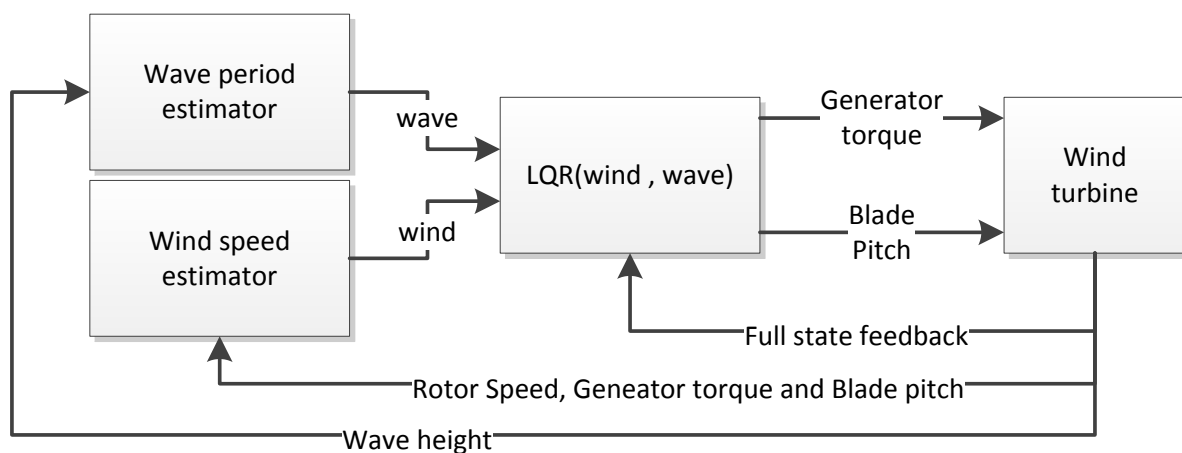 Wave period
estimator
wave
Wind speed
estimator
wind
LQR(wind , wave)
Generator
torque
Blade
Pitch
Wind
turbine
Full state feedback
Rotor Speed, Geneator torque and Blade pitch
Wave height